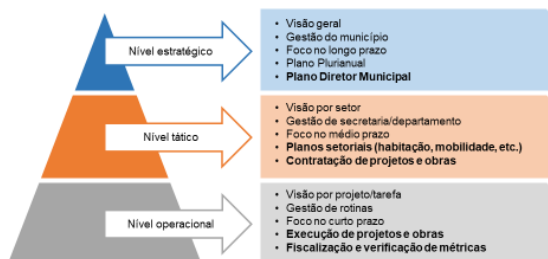 Nível estratégico
• Visão geral
• Gestão do município
• Foco no longo prazo
• Plano Plurianual
• Plano Diretor Municipal
Nível tático
• Visão por setor
• Gestão de secretaria/departamento
• Foco no médio prazo
• Planos setoriais (habitação, mobilidade, etc.)
• Contratação de projetos e obras
Nível operacional
• Visão por projeto/tarefa
• Gestão de rotinas
• Foco no curto prazo
• Execução de projetos e obras
• Fiscalização e verificação de métricas